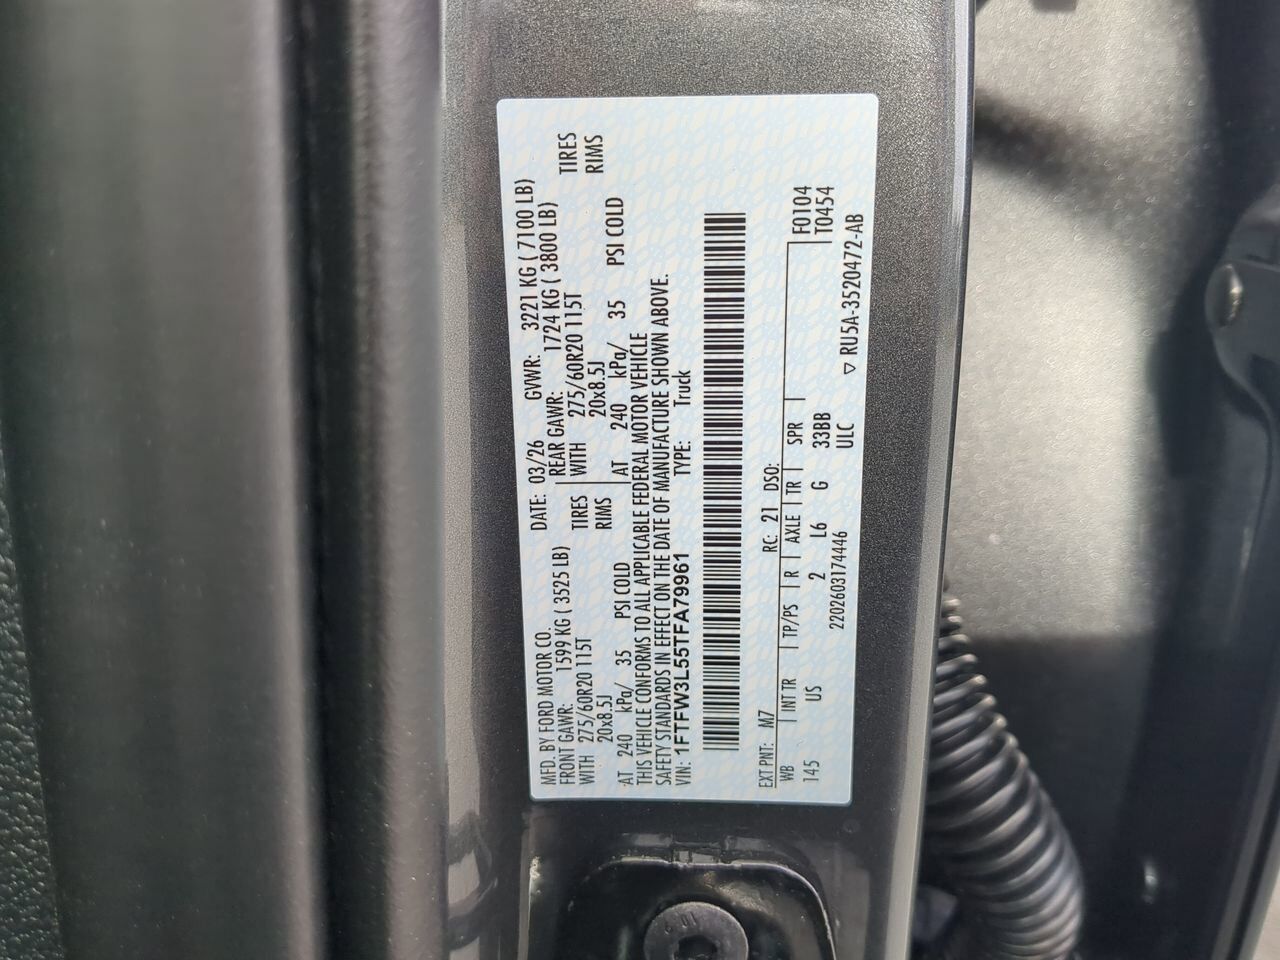 MFD. BY FORD MOTOR CO.
DATE: 03/26 GVWR: 3221 KG ( 7100 LB)
FRONT GAWR: 1599 KG ( 3525 LB) REAR GAWR: 1724 KG ( 3800 LB)
WITH 275/60R20 115T TIRES WITH 275/60R20 115T TIRES
20x8.5J RIMS 20x8.5J RIMS
AT 240 kPa/ 35 PSI COLD AT 240 kPa/ 35 PSI COLD
THIS VEHICLE CONFORMS TO ALL APPLICABLE FEDERAL MOTOR VEHICLE
SAFETY STANDARDS IN EFFECT ON THE DATE OF MANUFACTURE SHOWN ABOVE.
VIN: 1FTFW3L55TFA79961 TYPE: Truck
EXT PNT: M7 RC: 21 DSO: F0104
WB INT TR TP/PS R AXLE TR SPR T0454
145 US 2 L6 G 33BB
2202603174446 ULC ▽ RU5A-3520472-AB
10.9